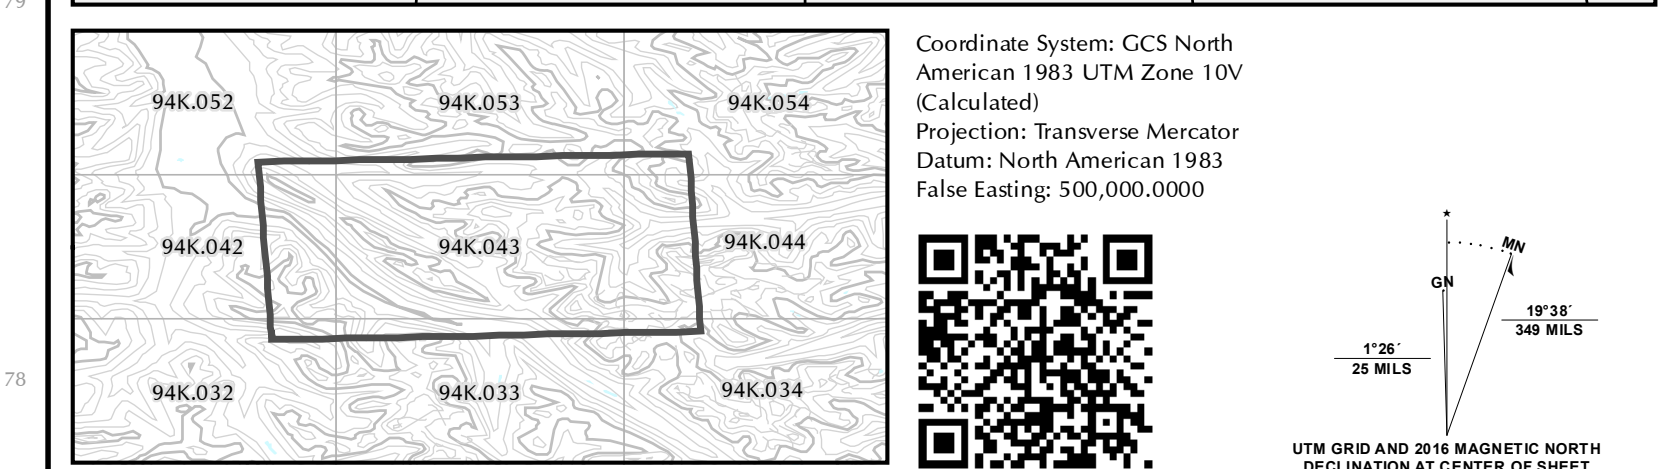 79
94K.052
94K.053
94K.054
94K.042
94K.043
94K.044
94K.032
94K.033
94K.034
78
Coordinate System: GCS North
American 1983 UTM Zone 10V
(Calculated)
Projection: Transverse Mercator
Datum: North American 1983
False Easting: 500,000.0000
MN
GN
19°38´
349 MILS
1°26´
25 MILS
UTM GRID AND 2016 MAGNETIC NORTH
DECLINATION AT CENTER OF SHEET